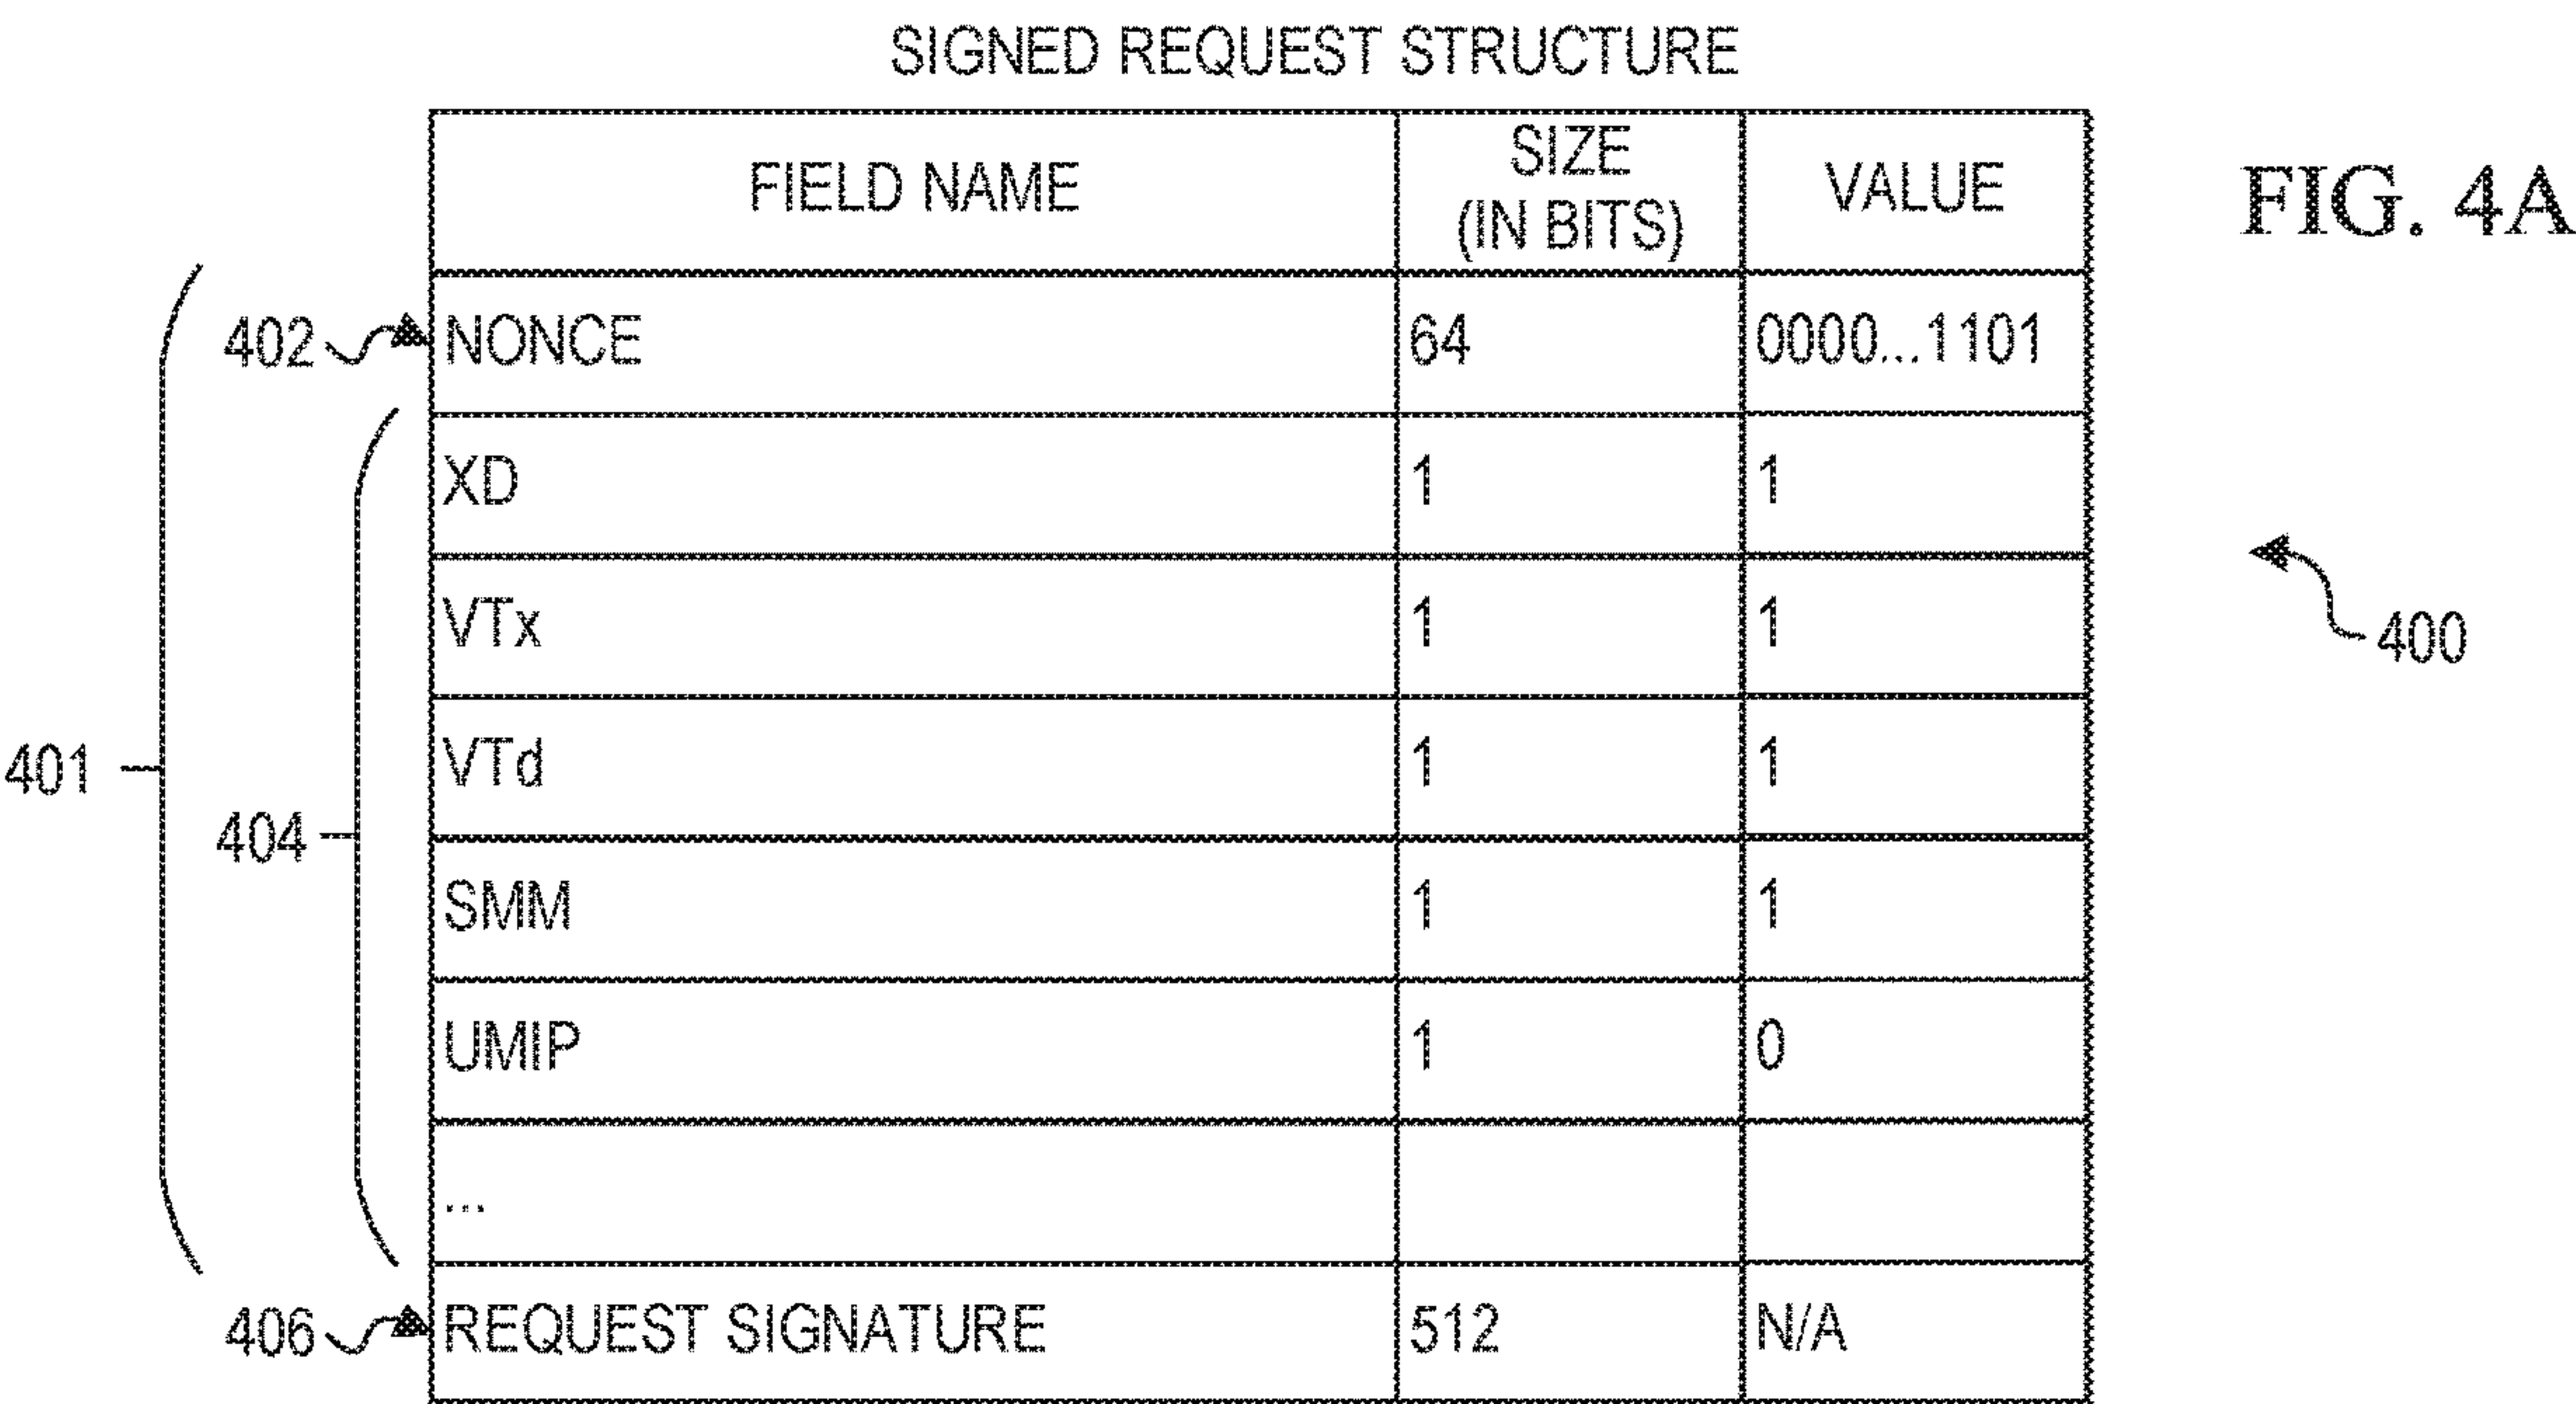 SIGNED REQUEST STRUCTURE
FIELD NAME SIZE (IN BITS) VALUE
FIG. 4A
402 NONCE 64 0000...1101
XD 1 1
VTx 1 1
400
VTd 1 1
401
404
SMM 1 1
UMIP 1 0
...
406 REQUEST SIGNATURE 512 N/A